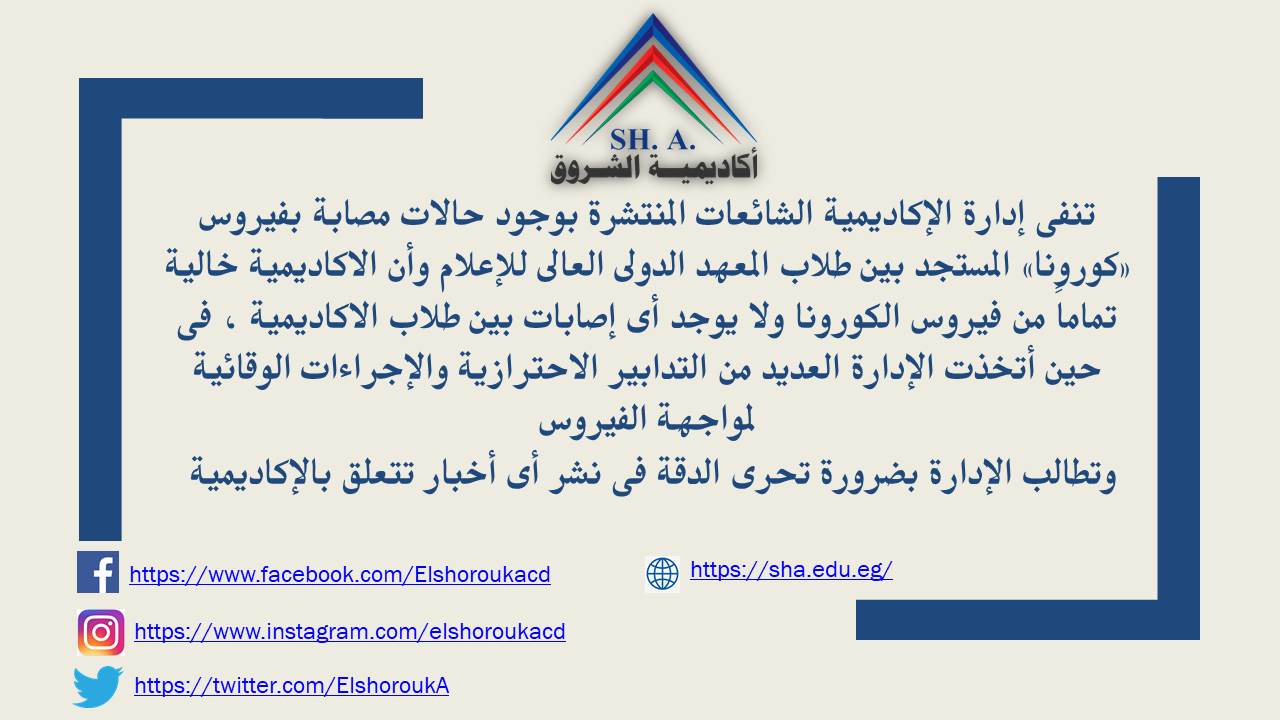 SH. A.
أكاديميـة الشـروق
تنفى إدارة الإكاديمية الشائعات المنتشرة بوجود حالات مصابة بفيروس
«كورونا» المستجد بين طلاب المعهد الدولى العالى للإعلام وأن الاكاديمية خالية
تماماً من فيروس الكورونا ولا يوجد أى إصابات بين طلاب الاكاديمية ، فى
حين أتخذت الإدارة العديد من التدابير الاحترازية والإجراءات الوقائية
لمواجهة الفيروس
وتطالب الإدارة بضرورة تحرى الدقة فى نشر أى أخبار تتعلق بالإكاديمية
https://www.facebook.com/Elshoroukacd
https://sha.edu.eg/
https://www.instagram.com/elshoroukacd
https://twitter.com/ElshoroukA